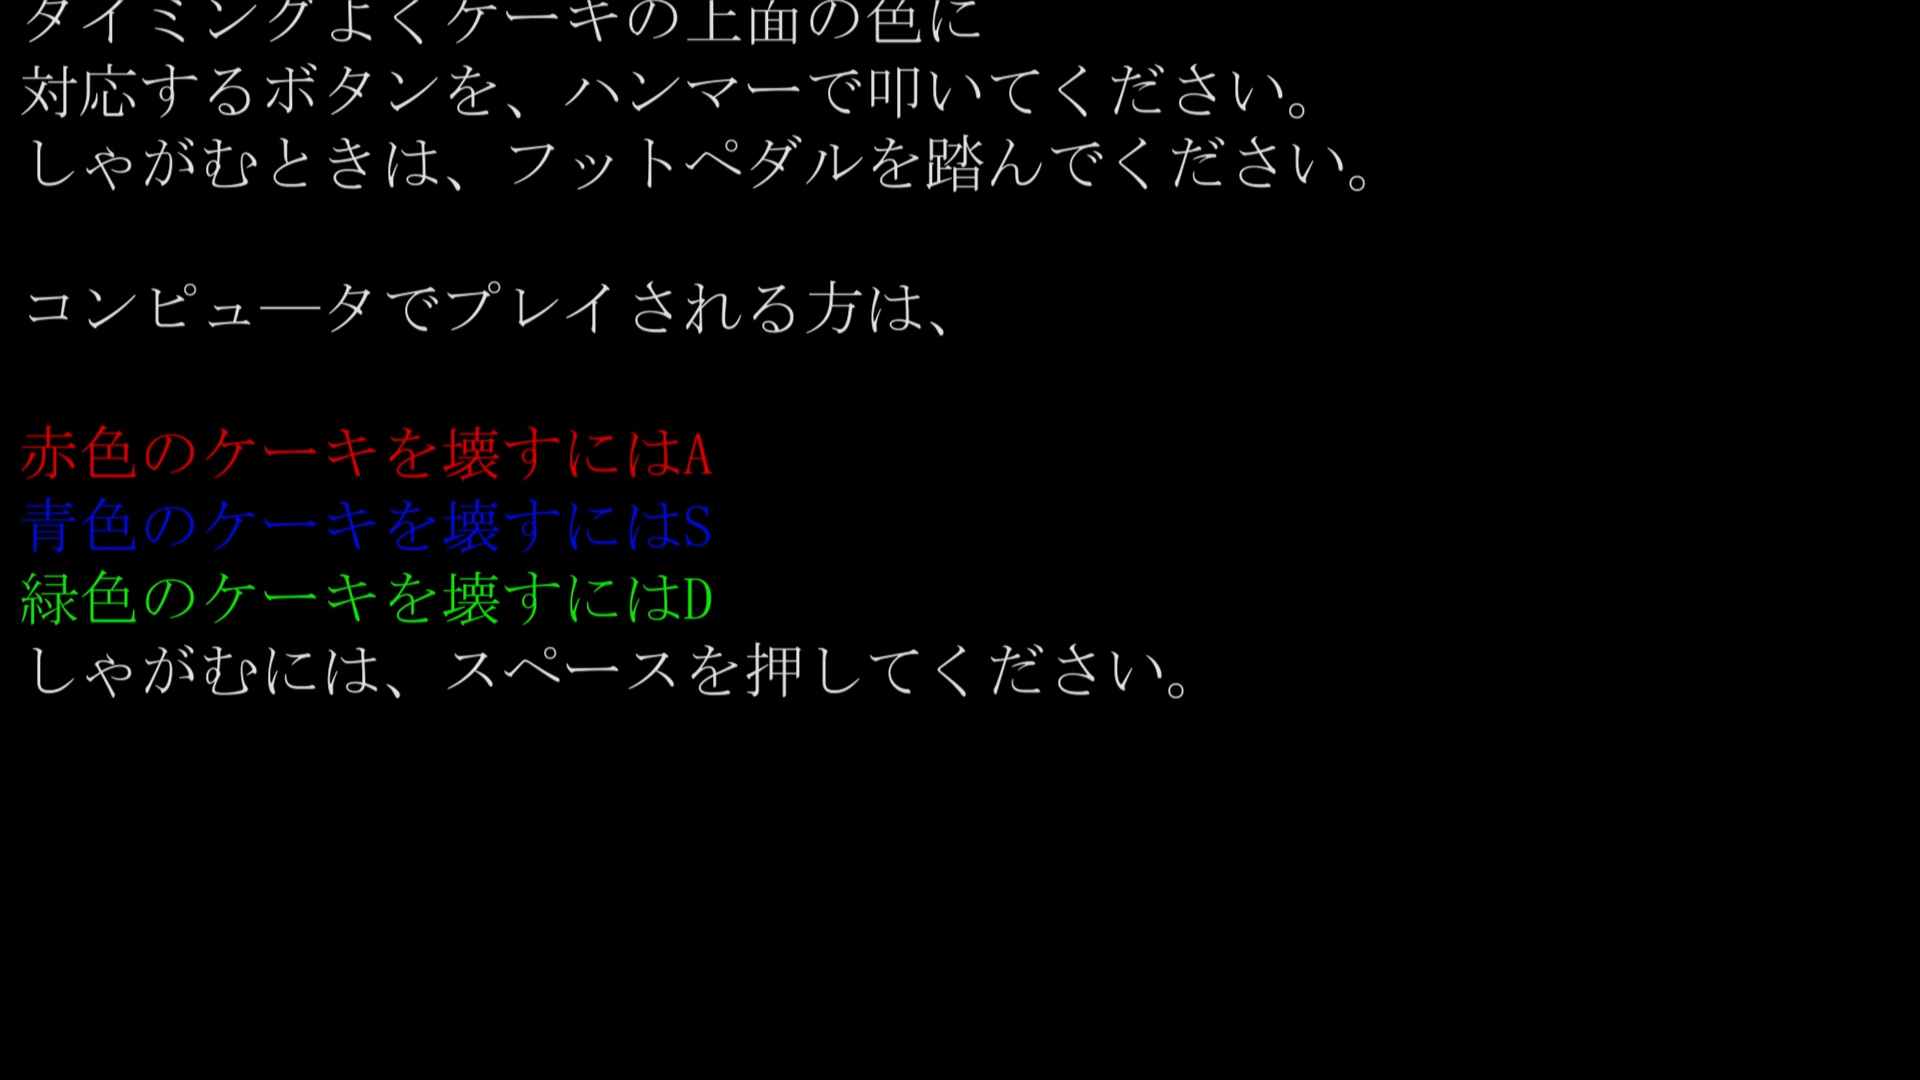 タイミングよくケーキの上面の色に
対応するボタンを、ハンマーで叩いてください。
しゃがむときは、フットペダルを踏んでください。
コンピュ―タでプレイされる方は、
赤色のケーキを壊すにはA
青色のケーキを壊すにはS
緑色のケーキを壊すにはD
しゃがむには、スペースを押してください。